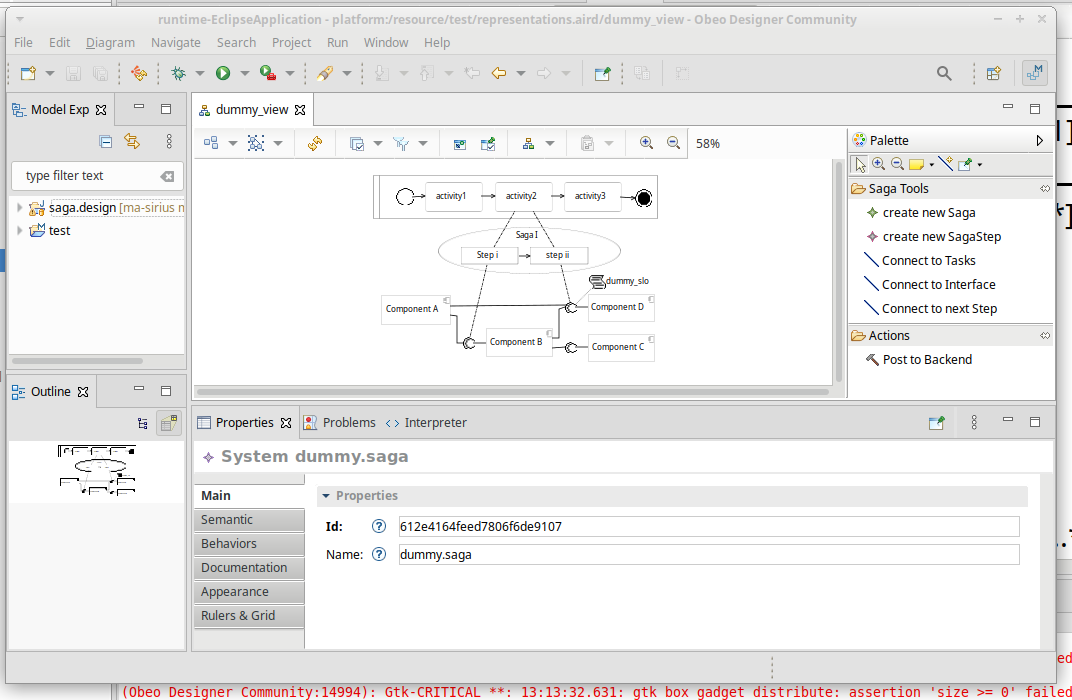 runtime-EclipseApplication - platform:/resource/test/representations.aird/dummy_view - Obeo Designer Community
File Edit Diagram Navigate Search Project Run Window Help
Model Exp
type filter text
saga.design [ma-sirius m
test
Outline
dummy_view
58%
activity1 activity2 activity3
Saga I
Step i step ii
dummy_slo
Component A Component D
Component B Component C
Palette
Saga Tools
create new Saga
create new SagaStep
Connect to Tasks
Connect to Interface
Connect to next Step
Actions
Post to Backend
Properties Problems Interpreter
System dummy.saga
Main
Semantic
Behaviors
Documentation
Appearance
Rulers & Grid
Properties
Id: 612e4164feed7806f6de9107
Name: dummy.saga
ed
(Obeo Designer Community:14994): Gtk-CRITICAL **: 13:13:32.631: gtk box gadget distribute: assertion 'size >= 0' failed